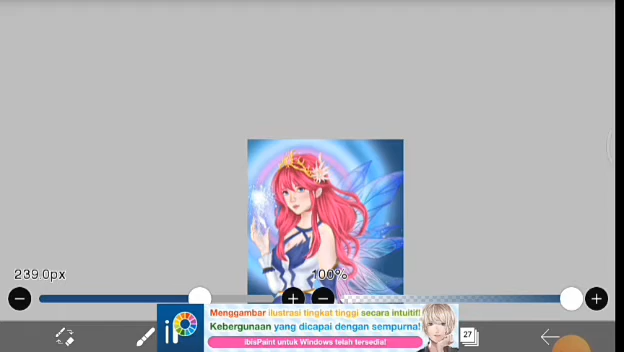 239.0px
100%
Menggambar ilustrasi tingkat tinggi secara intuitif!
Kebergunaan yang dicapai dengan sempurna!
ibisPaint untuk Windows telah tersedia!
27